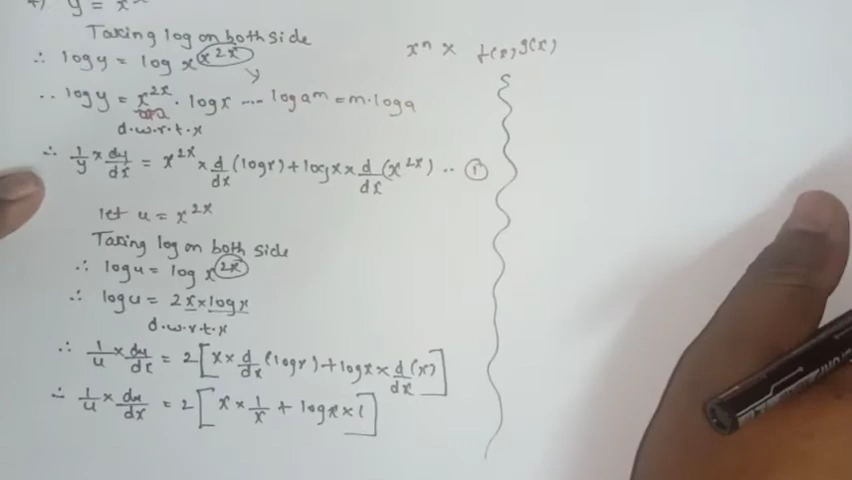 y = x
Taking log on both side
∴ log y = log x^x^2x
∴ log y = x^2x · log x ---- log a^m = m·log a
d·w·r·t·x
∴ 1/y × dy/dx = x^2x × d/dx (log x) + log x × d/dx (x^2x) -- ①
let u = x^2x
Taking log on both side
∴ log u = log x^2x
∴ log u = 2x × log x
d·w·r·t·x
∴ 1/u × du/dx = 2[x × d/dx (log x) + log x × d/dx (x)]
∴ 1/u × du/dx = 2[x × 1/x + log x × 1]
x^n × f(x)^g(x)